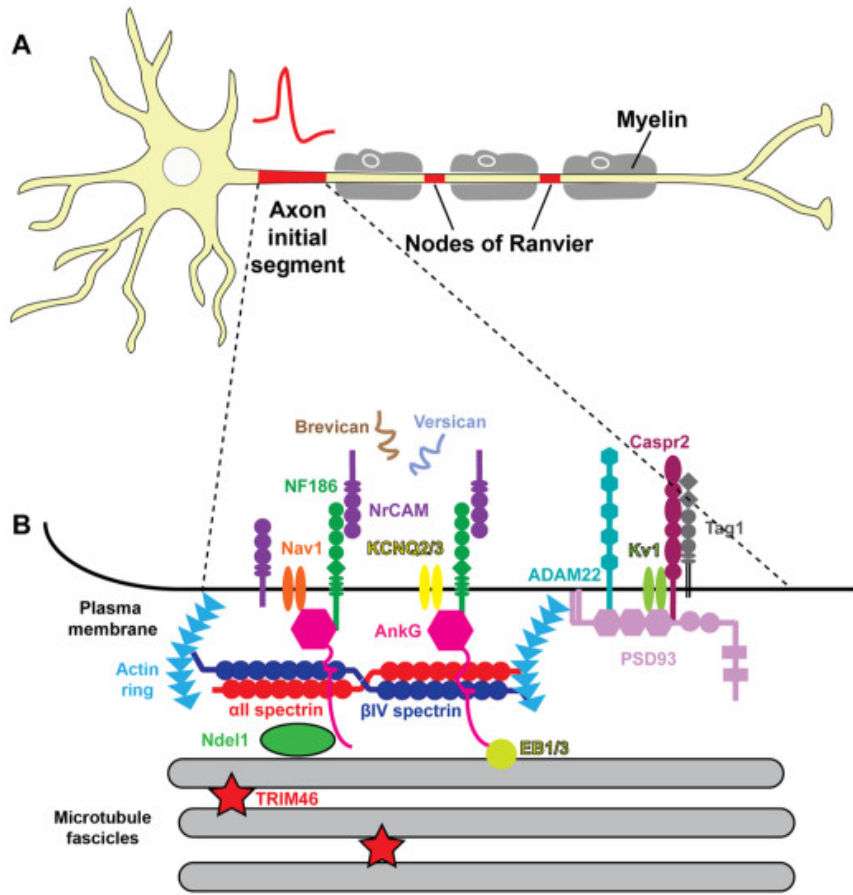 A
Myelin
Axon
initial
segment
Nodes of Ranvier
Brevican
Versican
Caspr2
NF186
B
NrCAM
Tag1
Nav1
KCNQ2/3
Kv1
ADAM22
Plasma
membrane
AnkG
PSD93
Actin
ring
αII spectrin
βIV spectrin
Ndel1
EB1/3
TRIM46
Microtubule
fascicles